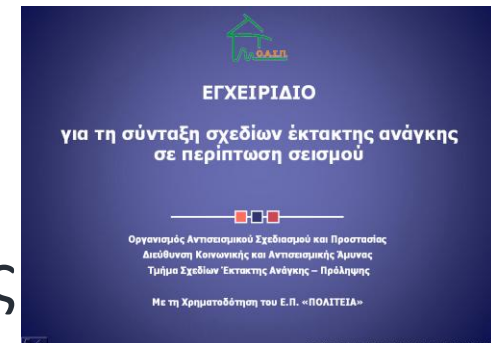 Ο.Α.Σ.Π.
ΕΓΧΕΙΡΙΔΙΟ
για τη σύνταξη σχεδίων έκτακτης ανάγκης
σε περίπτωση σεισμού
Οργανισμός Αντισεισμικού Σχεδιασμού και Προστασίας
Διεύθυνση Κοινωνικής και Αντισεισμικής Άμυνας
Τμήμα Σχεδίων Έκτακτης Ανάγκης – Πρόληψης
Με τη Χρηματοδότηση του Ε.Π. «ΠΟΛΙΤΕΙΑ»
ς